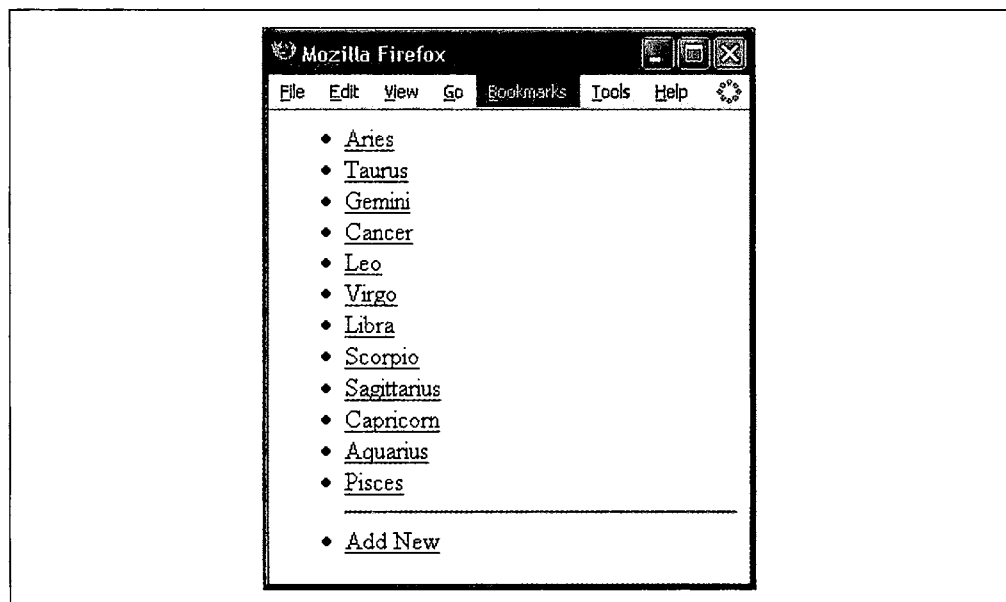 Mozilla Firefox
File Edit View Go Bookmarks Tools Help
Aries
Taurus
Gemini
Cancer
Leo
Virgo
Libra
Scorpio
Sagittarius
Capricorn
Aquarius
Pisces
Add New